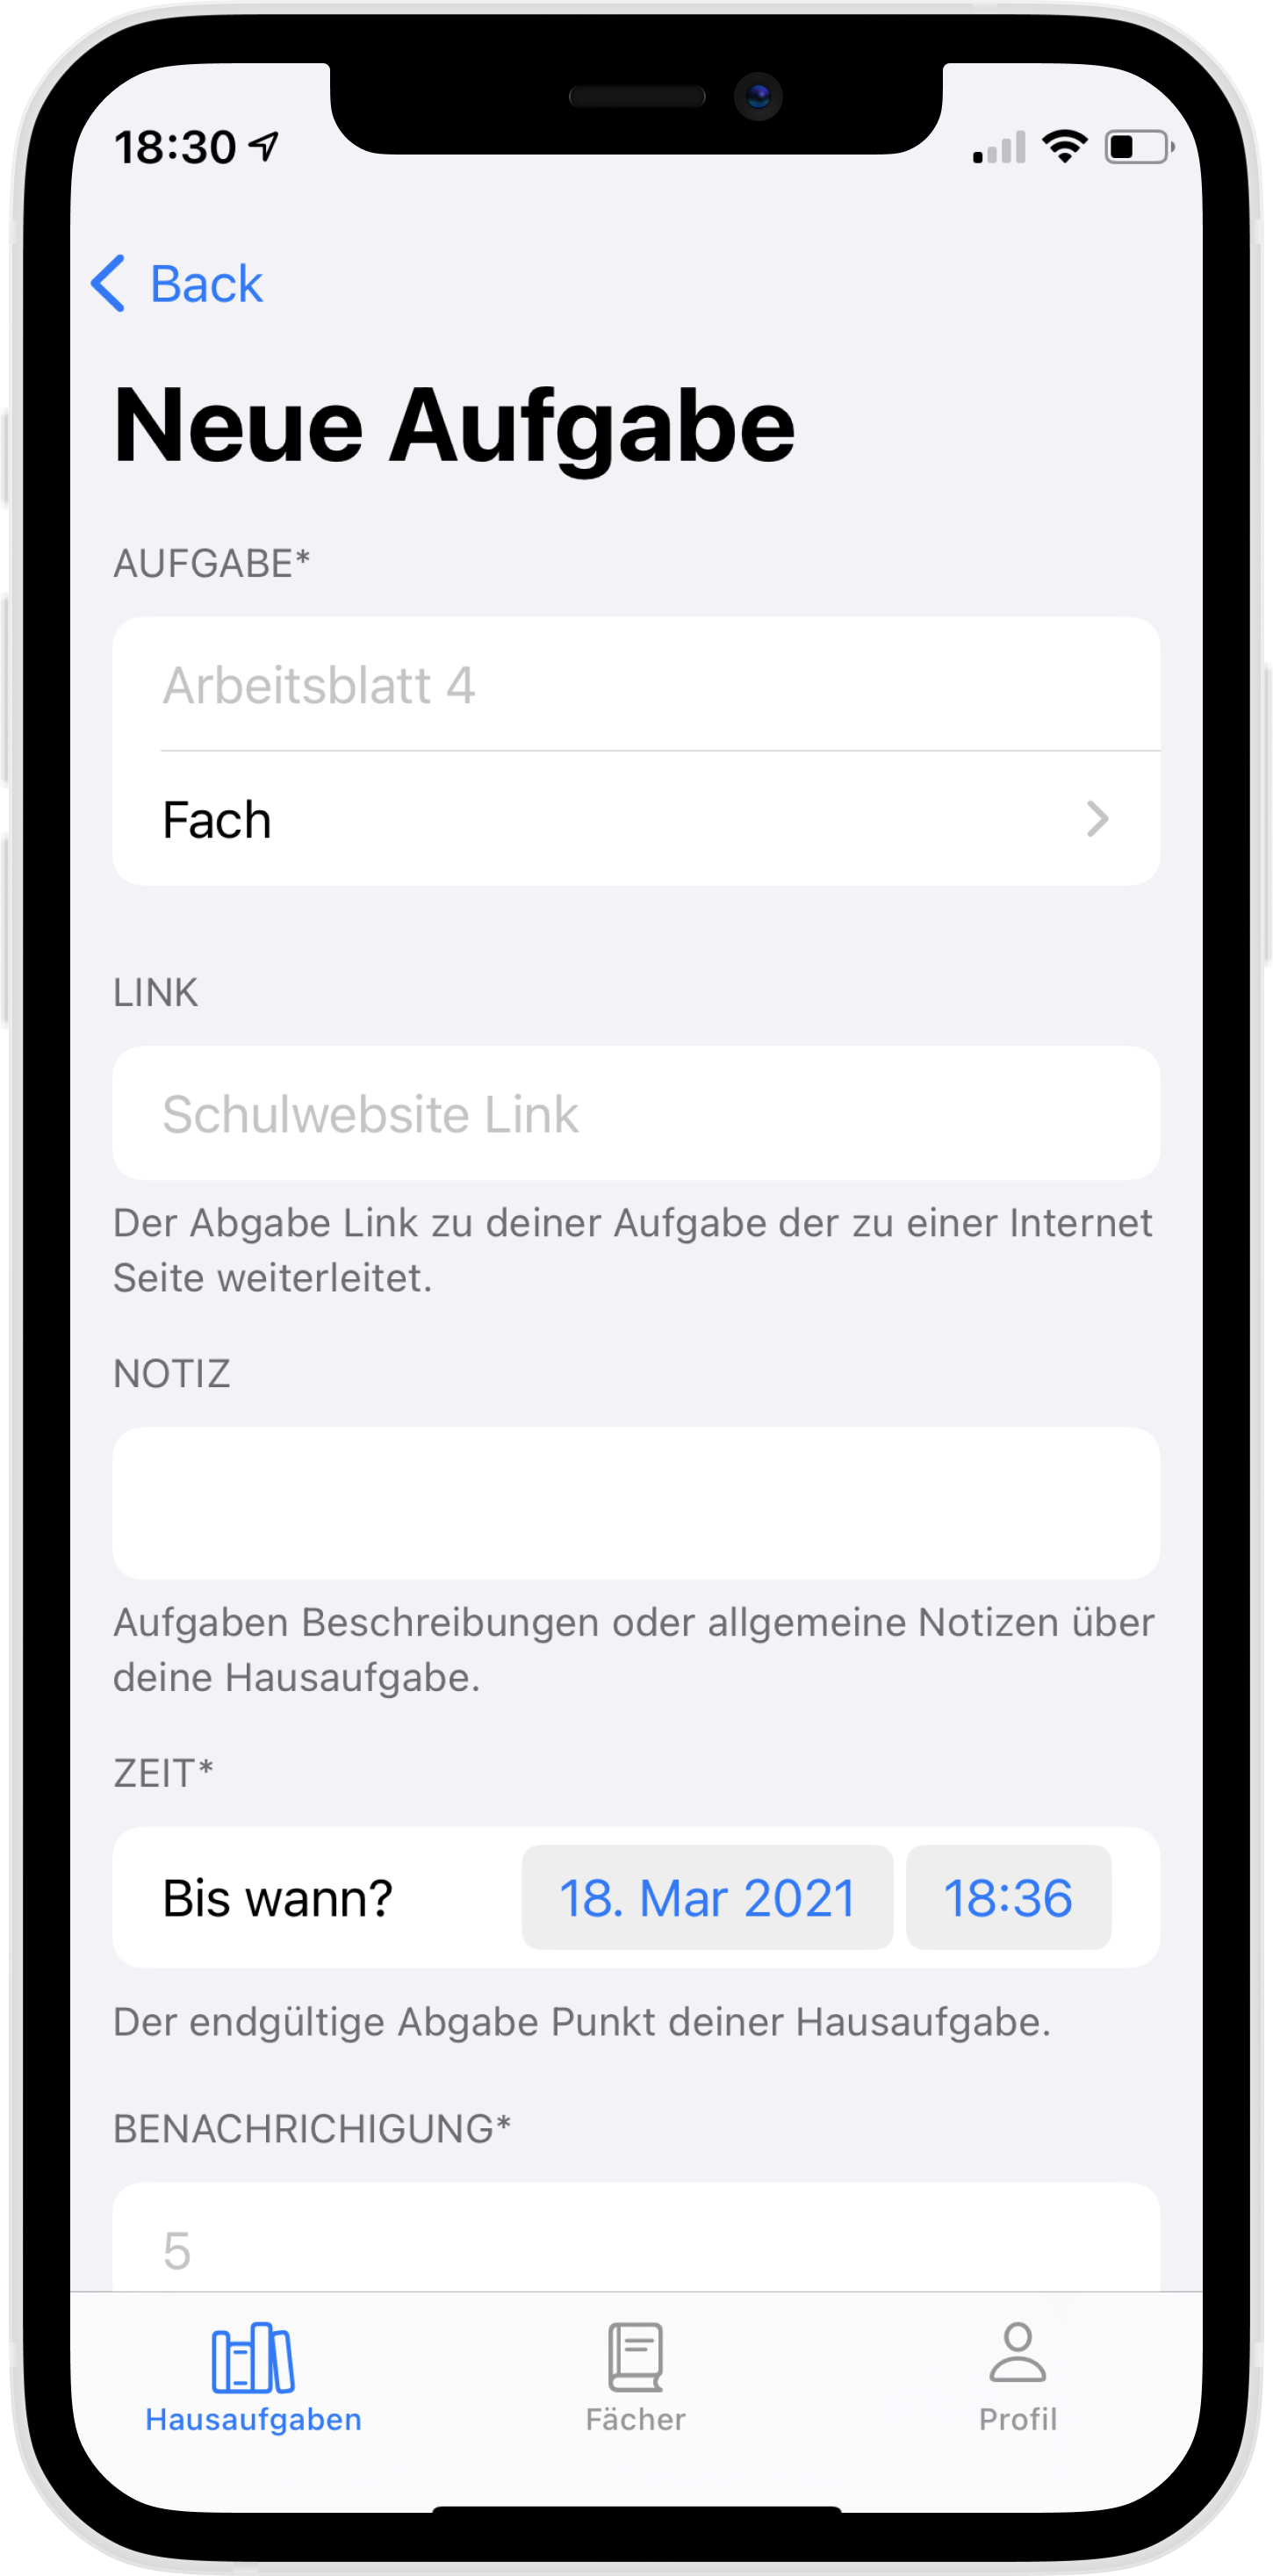 18:30
Back
Neue Aufgabe
AUFGABE*
Arbeitsblatt 4
Fach
LINK
Schulwebsite Link
Der Abgabe Link zu deiner Aufgabe der zu einer Internet
Seite weiterleitet.
NOTIZ
Aufgaben Beschreibungen oder allgemeine Notizen über
deine Hausaufgabe.
ZEIT*
Bis wann? 18. Mar 2021 18:36
Der endgültige Abgabe Punkt deiner Hausaufgabe.
BENACHRICHIGUNG*
5
Hausaufgaben Fächer Profil